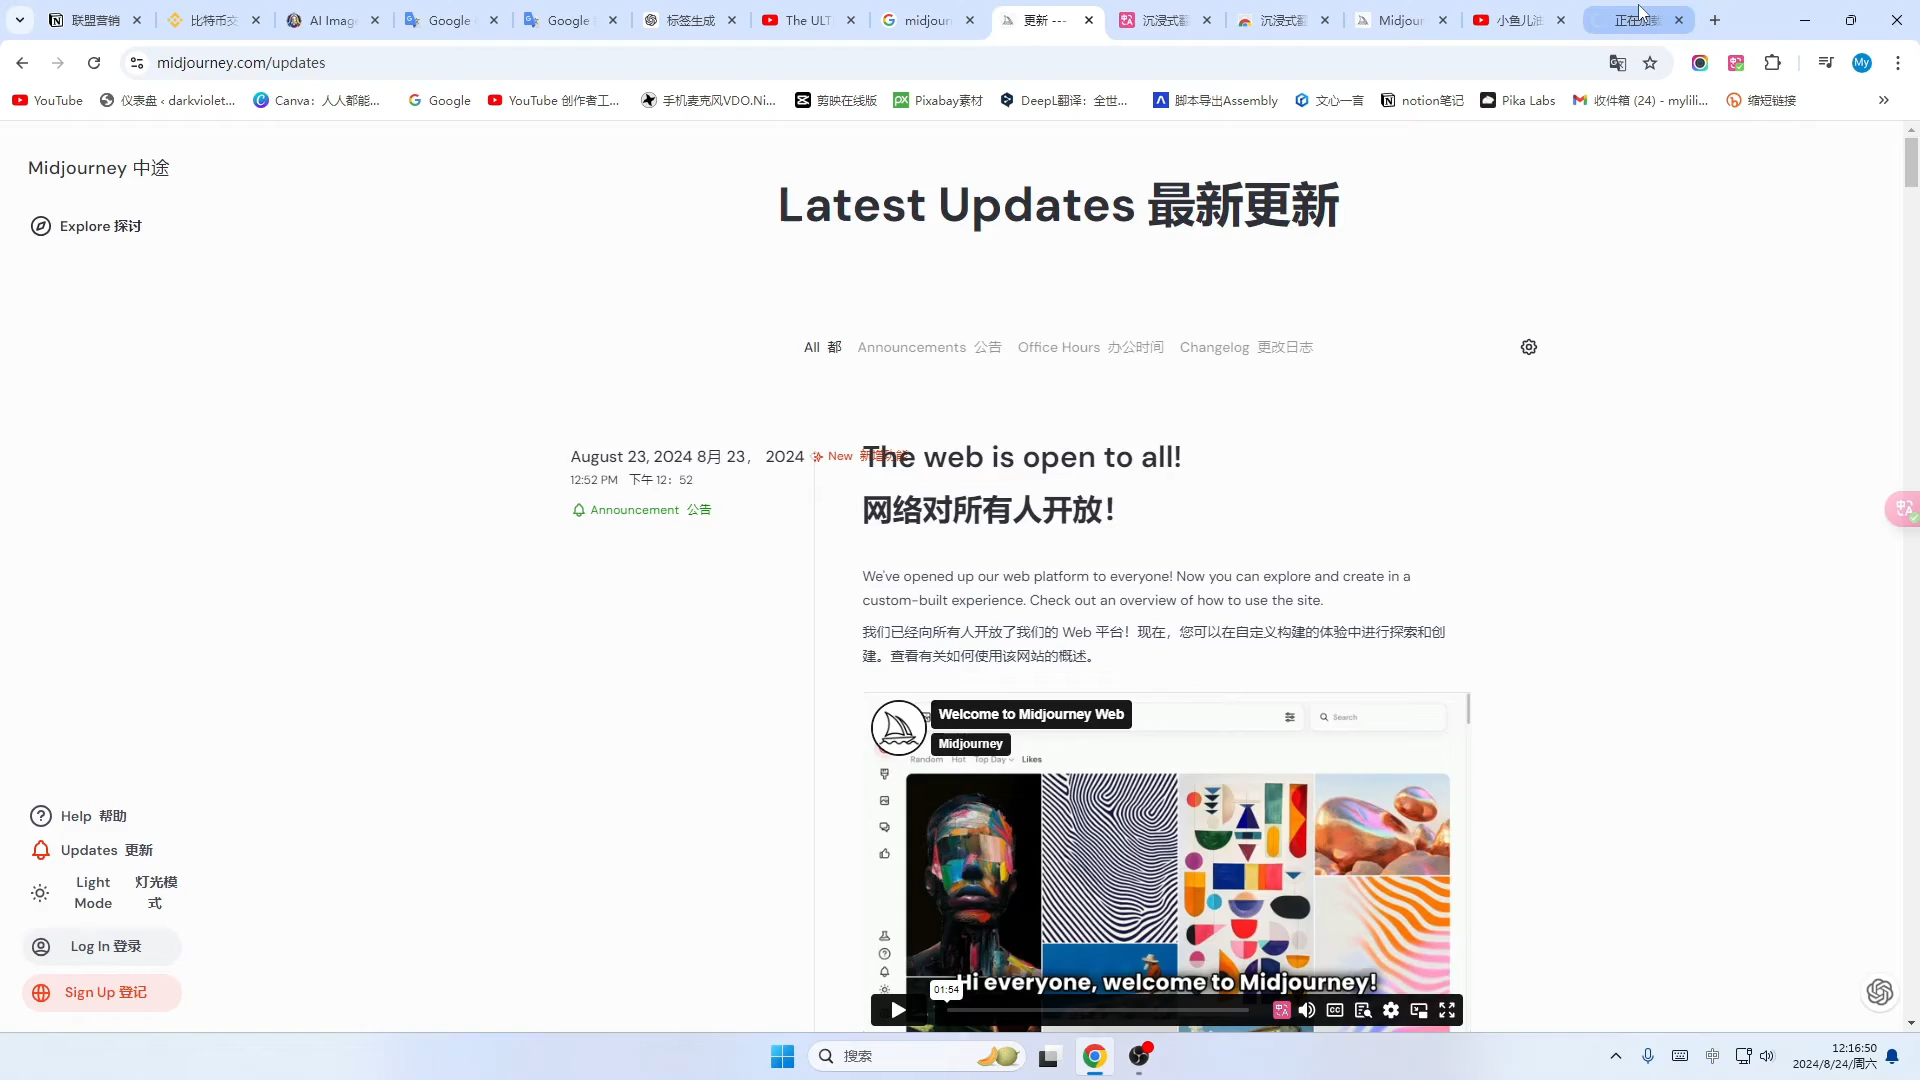 联盟营销
比特币交
AI Imag
Google
Google
标签生成
The ULT
midjour
更新 ---
沉浸式翻
沉浸式翻
Midjour
小鱼儿油
正在加载
midjourney.com/updates
My
YouTube
仪表盘 ‹ darkviolet...
Canva：人人都能...
Google
YouTube 创作者工...
手机麦克风VDO.Ni...
剪映在线版
Pixabay素材
DeepL翻译：全世...
脚本导出Assembly
文心一言
notion笔记
Pika Labs
收件箱 (24) - mylili...
缩短链接
Midjourney 中途
Latest Updates 最新更新
Explore 探讨
All 都 Announcements 公告 Office Hours 办公时间 Changelog 更改日志
August 23, 2024 8月 23， 2024
New 新增功能
12:52 PM 下午 12：52
Announcement 公告
The web is open to all!
网络对所有人开放！
We've opened up our web platform to everyone! Now you can explore and create in a
custom-built experience. Check out an overview of how to use the site.
我们已经向所有人开放了我们的 Web 平台！现在，您可以在自定义构建的体验中进行探索和创
建。查看有关如何使用该网站的概述。
Welcome to Midjourney Web
Midjourney
Search
Random Hot Top Day Likes
Hi everyone, welcome to Midjourney!
01:54
CC
Help 帮助
Updates 更新
Light Mode 灯光模式
Log In 登录
Sign Up 登记
搜索
中
12:16:50
2024/8/24/周六